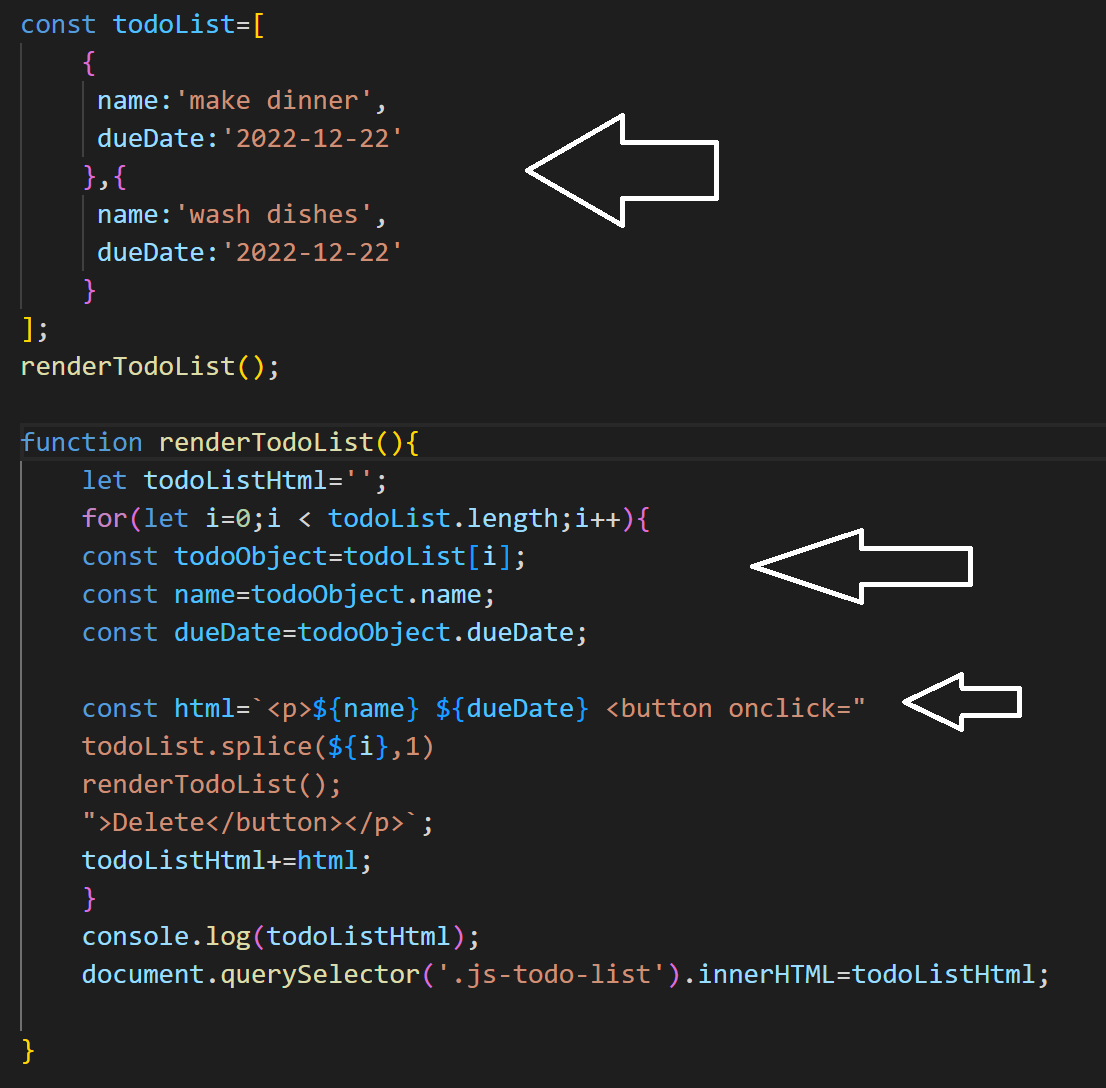 const todoList=[
    {
     name:'make dinner',
     dueDate:'2022-12-22'
    },{
     name:'wash dishes',
     dueDate:'2022-12-22'
    }
];
renderTodoList();
function renderTodoList(){
    let todoListHtml='';
    for(let i=0;i < todoList.length;i++){
    const todoObject=todoList[i];
    const name=todoObject.name;
    const dueDate=todoObject.dueDate;
    const html=`<p>${name} ${dueDate} <button onclick="
    todoList.splice(${i},1)
    renderTodoList();
    ">Delete</button></p>`;
    todoListHtml+=html;
    }
    console.log(todoListHtml);
    document.querySelector('.js-todo-list').innerHTML=todoListHtml;
}